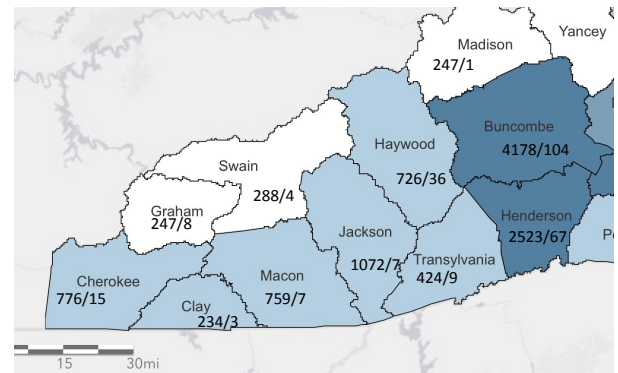 Yancey
Madison
247/1
Buncombe
4178/104
Haywood
726/36
Swain
288/4
Graham
247/8
Henderson
2523/67
Jackson
1072/7
Transylvania
424/9
Cherokee
776/15
Macon
759/7
Clay
234/3
15 30mi